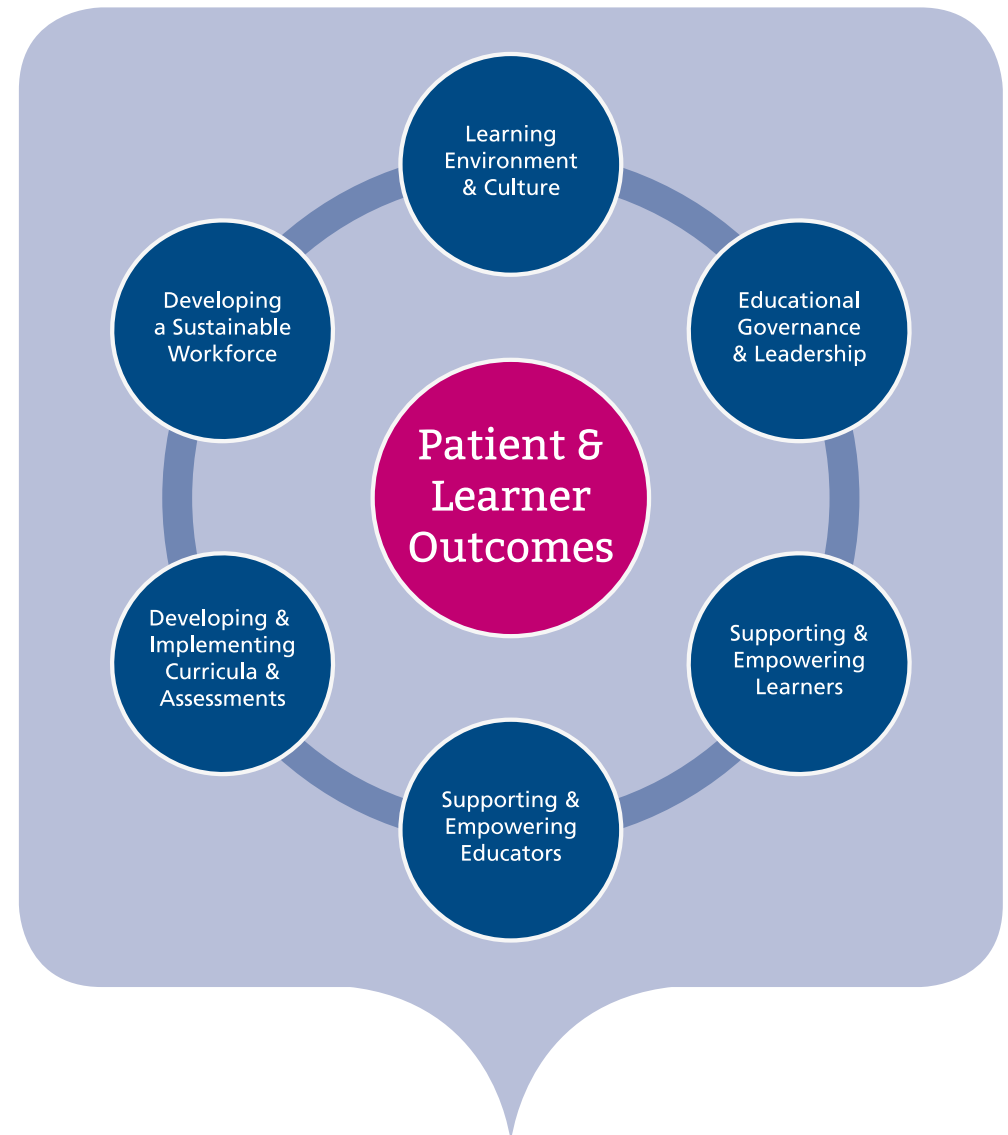 Learning
Environment
& Culture
Educational
Governance
& Leadership
Supporting &
Empowering
Learners
Supporting &
Empowering
Educators
Developing &
Implementing
Curricula &
Assessments
Developing
a Sustainable
Workforce
Patient &
Learner
Outcomes